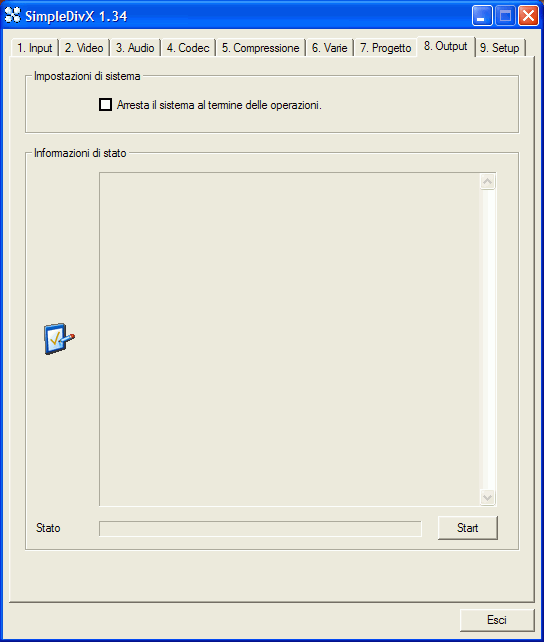 SimpleDivX 1.34
1. Input 2. Video 3. Audio 4. Codec 5. Compressione 6. Varie 7. Progetto 8. Output 9. Setup
Impostazioni di sistema
Arresta il sistema al termine delle operazioni.
Informazioni di stato
Stato
Start
Esci